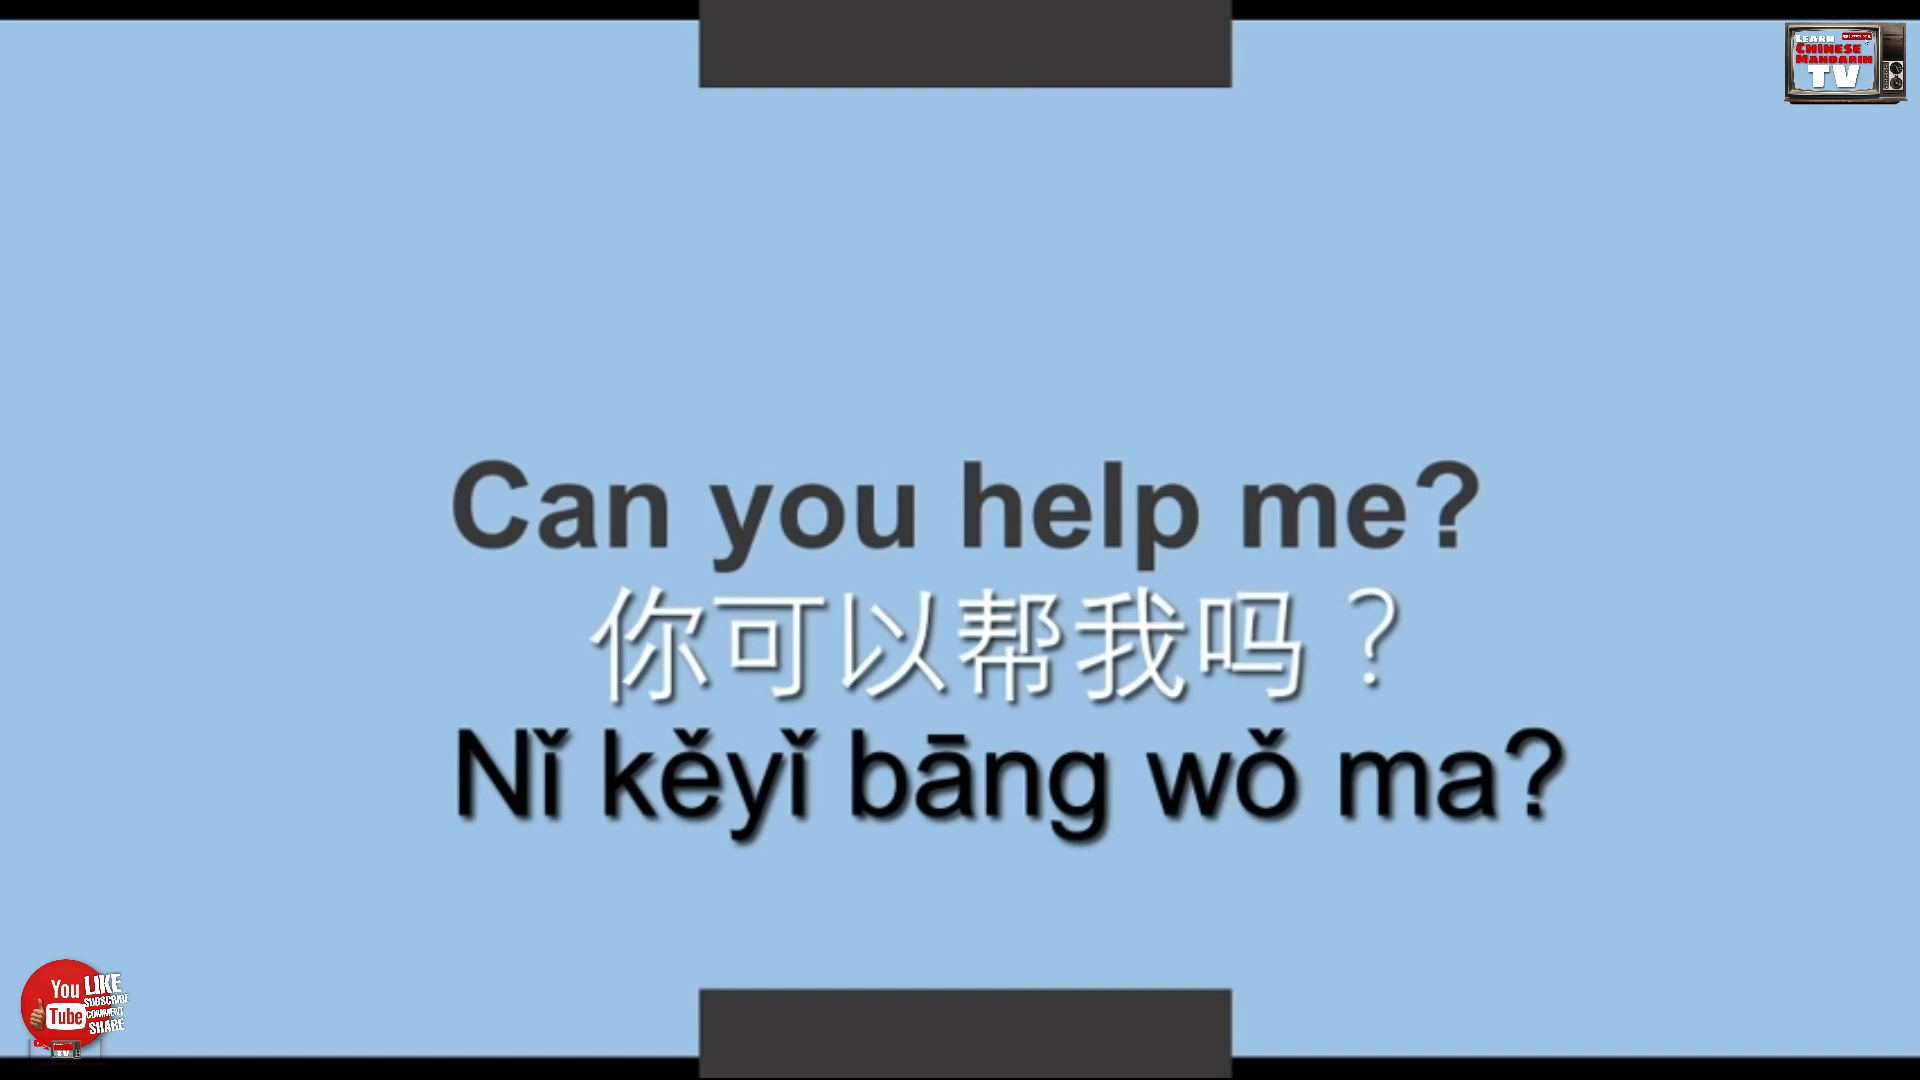 LEARN
CHINESE
MANDARIN
TV
Can you help me?
你可以帮我吗？
Nǐ kěyǐ bāng wǒ ma?
You LIKE
SUBSCRIBE
Tube COMMENT
SHARE
TV